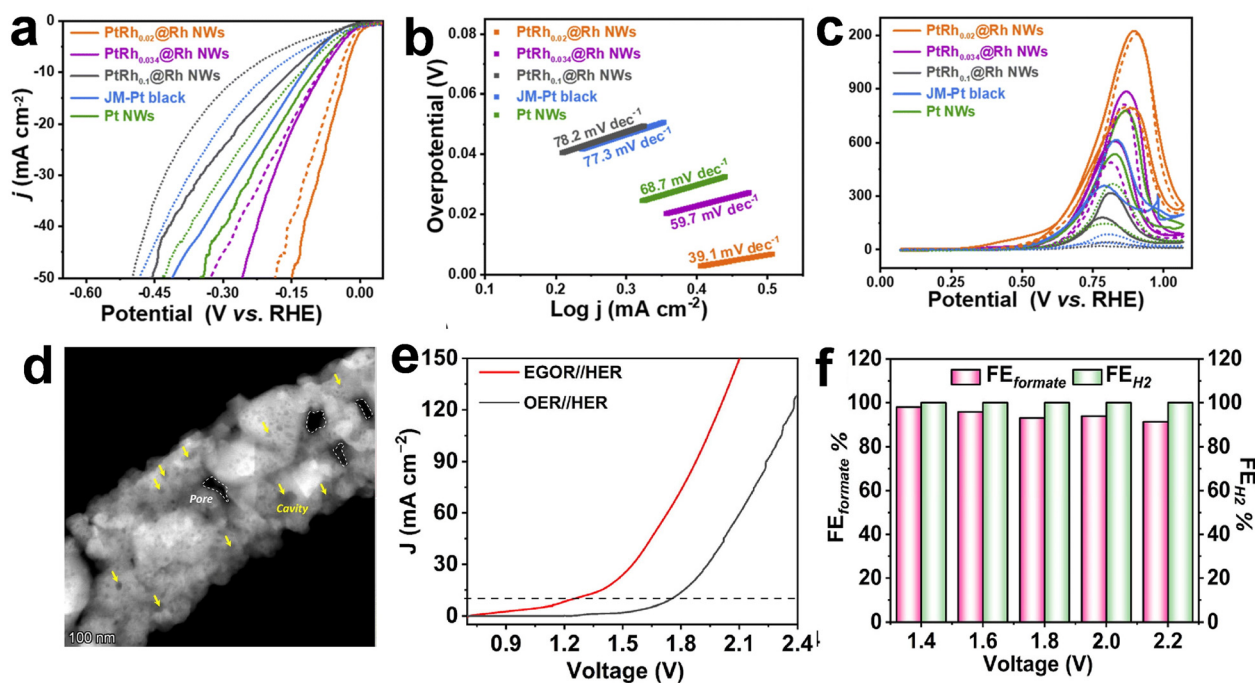 a
PtRh0.02@Rh NWs
PtRh0.034@Rh NWs
PtRh0.1@Rh NWs
JM-Pt black
Pt NWs
j (mA cm-2)
0
-10
-20
-30
-40
-50
-0.60
-0.45
-0.30
-0.15
0.00
Potential (V vs. RHE)
b
PtRh0.02@Rh NWs
PtRh0.034@Rh NWs
PtRh0.1@Rh NWs
JM-Pt black
Pt NWs
78.2 mV dec-1
77.3 mV dec-1
68.7 mV dec-1
59.7 mV dec-1
39.1 mV dec-1
Overpotential (V)
0.08
0.06
0.04
0.02
0.00
0.1
0.2
0.3
0.4
0.5
Log j (mA cm-2)
c
PtRh0.02@Rh NWs
PtRh0.034@Rh NWs
PtRh0.1@Rh NWs
JM-Pt black
Pt NWs
200
900
600
300
0
0.00
0.25
0.50
0.75
1.00
Potential (V vs. RHE)
d
Pore
Cavity
100 nm
e
EGOR//HER
OER//HER
J (mA cm-2)
150
120
90
60
30
0
0.9
1.2
1.5
1.8
2.1
2.4
Voltage (V)
f
FEformate
FEH2
FEformate %
120
100
80
60
40
20
0
1.4
1.6
1.8
2.0
2.2
Voltage (V)
120
100
80
60
40
20
0
FEH2 %